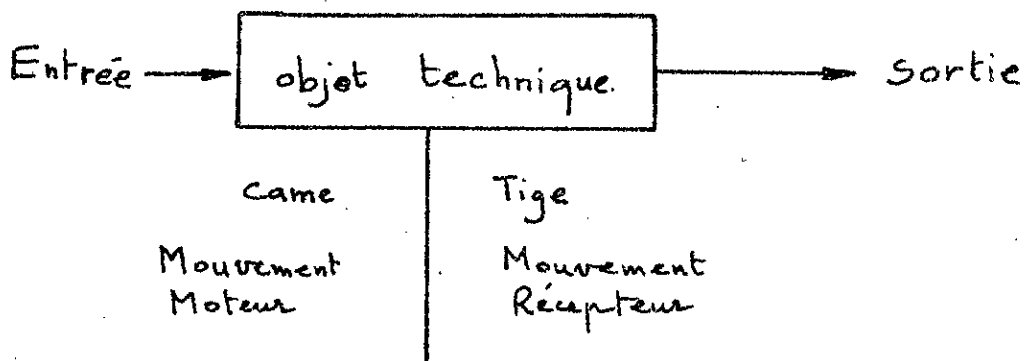 Entrée objet technique. Sortie
Came Tige
Mouvement Mouvement
Moteur Récepteur